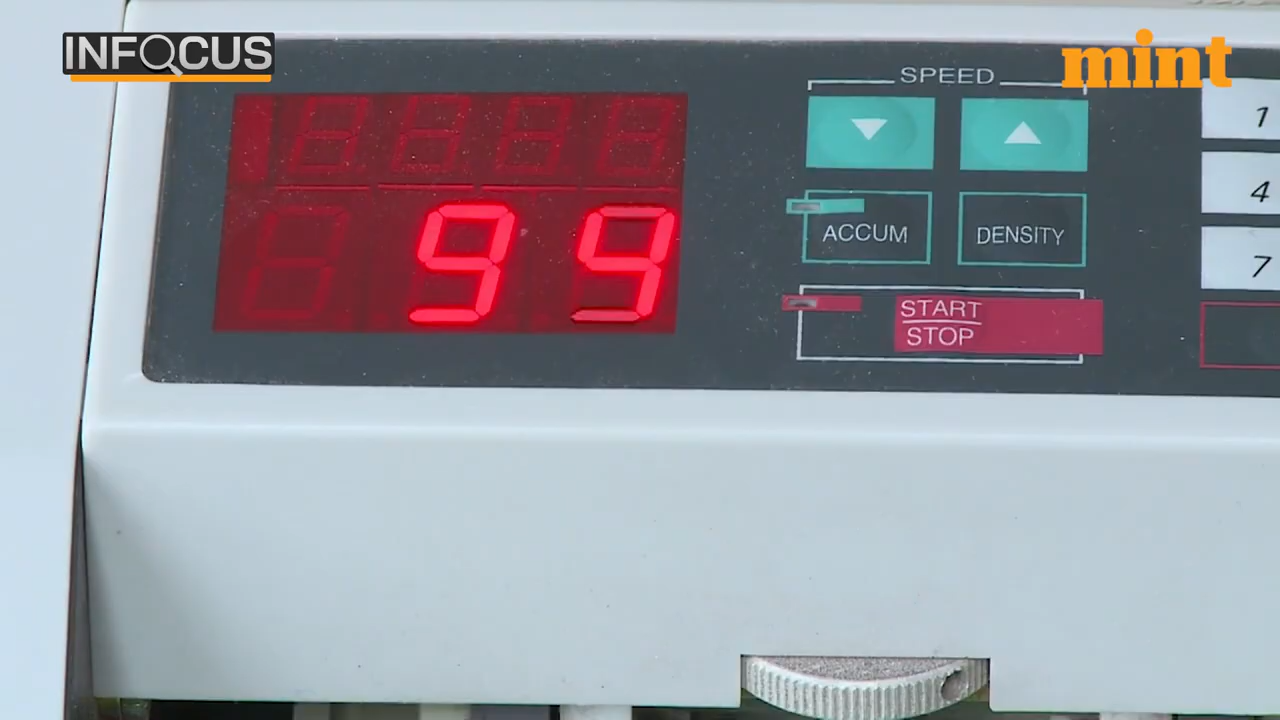 INFOCUS
mint
SPEED
99
1
ACCUM
DENSITY
4
START
STOP
7